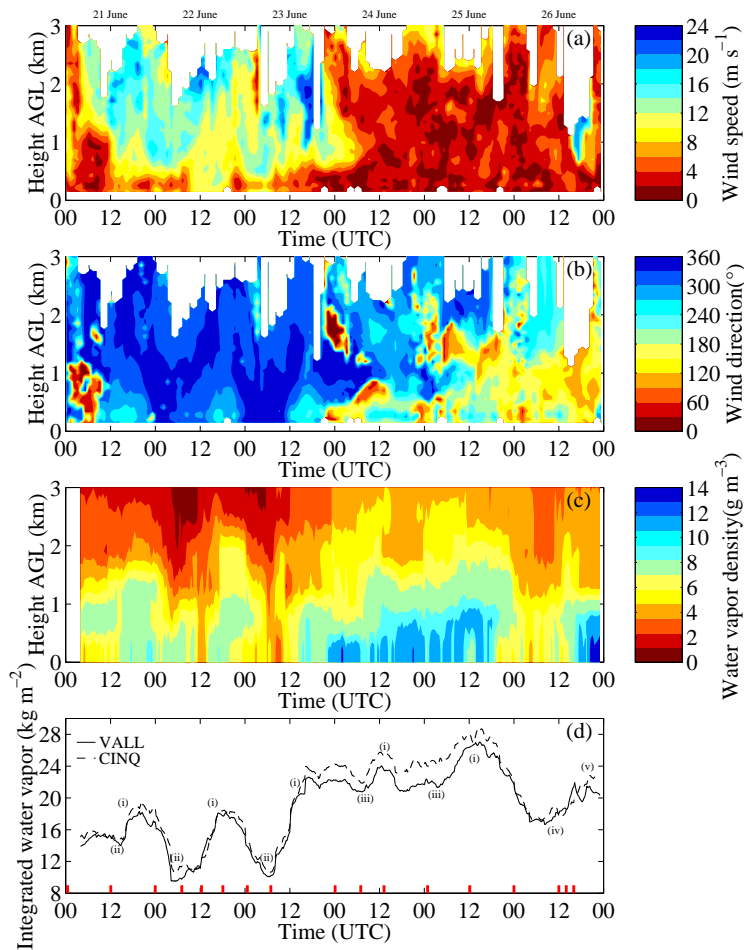 21 June 22 June 23 June 24 June 25 June 26 June
3
2
1
0
Height AGL (km)
(a)
00 12 00 12 00 12 00 12 00 12 00 12 00
Time (UTC)
24
20
16
12
8
4
0
Wind speed (m s⁻¹)
3
2
1
0
Height AGL (km)
(b)
00 12 00 12 00 12 00 12 00 12 00 12 00
Time (UTC)
360
300
240
180
120
60
0
Wind direction(°)
3
2
1
0
Height AGL (km)
(c)
00 12 00 12 00 12 00 12 00 12 00 12 00
Time (UTC)
14
12
10
8
6
4
2
0
Water vapor density(g m⁻³)
28
24
20
16
12
8
Integrated water vapor (kg m⁻²)
(d)
VALL
CINQ
(i) (ii) (ii) (i) (ii) (i) (iii) (i) (iii) (i) (iv) (v)
00 12 00 12 00 12 00 12 00 12 00 12 00
Time (UTC)